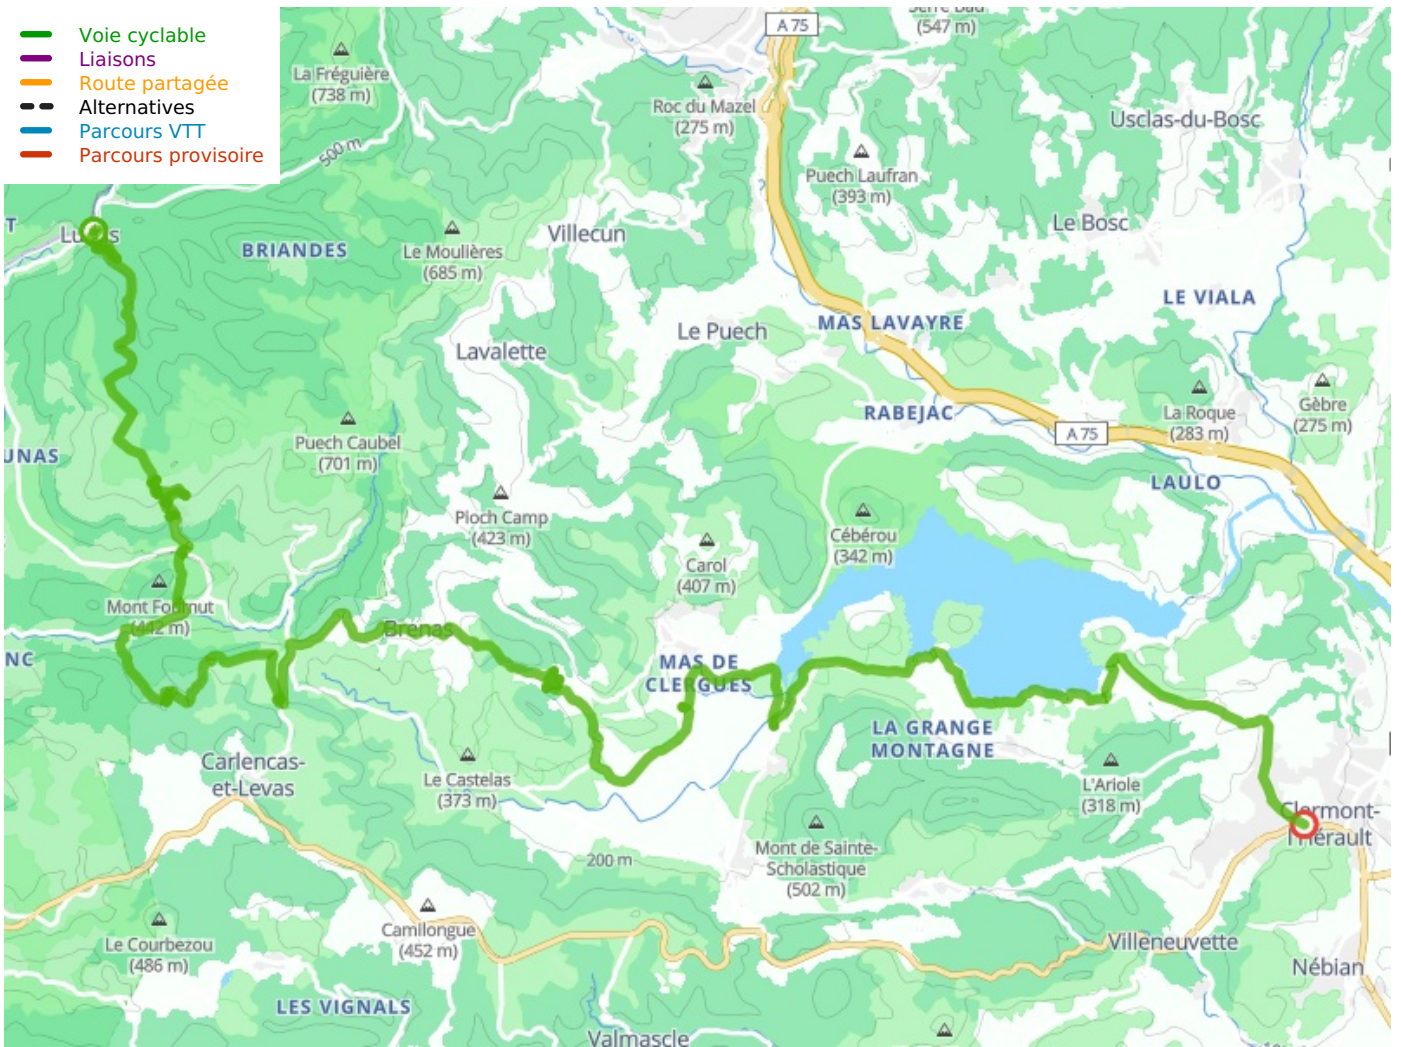 Voie cyclable
Liaisons
Route partagée
Alternatives
Parcours VTT
Parcours provisoire
A 75
(547 m)
La Fréguière
(738 m)
Roc du Mazel
(275 m)
Usclas-du-Bosc
500 m
Puech Laufran
(393 m)
Le Bosc
BRIANDES
Le Moulières
(685 m)
Villecun
LE VIALA
MAS LAVAYRE
Le Puech
Lavalette
Puech Caubel
(701 m)
RABEJAC
La Roque
(283 m)
Gèbre
(275 m)
A 75
UNAS
LAULO
Pioch Camp
(423 m)
Cébérou
(342 m)
Carol
(407 m)
Mont Fournut
(442 m)
Brenas
NC
MAS DE
CLERGUES
LA GRANGE
MONTAGNE
Carlencas-
et-Levas
Le Castelas
(373 m)
L'Ariole
(318 m)
Clermont-
l'Hérault
200 m
Mont de Sainte-
Scholastique
(502 m)
Le Courbezou
(486 m)
Camilongue
(452 m)
Villeneuvette
Nébian
LES VIGNALS
Valmascle